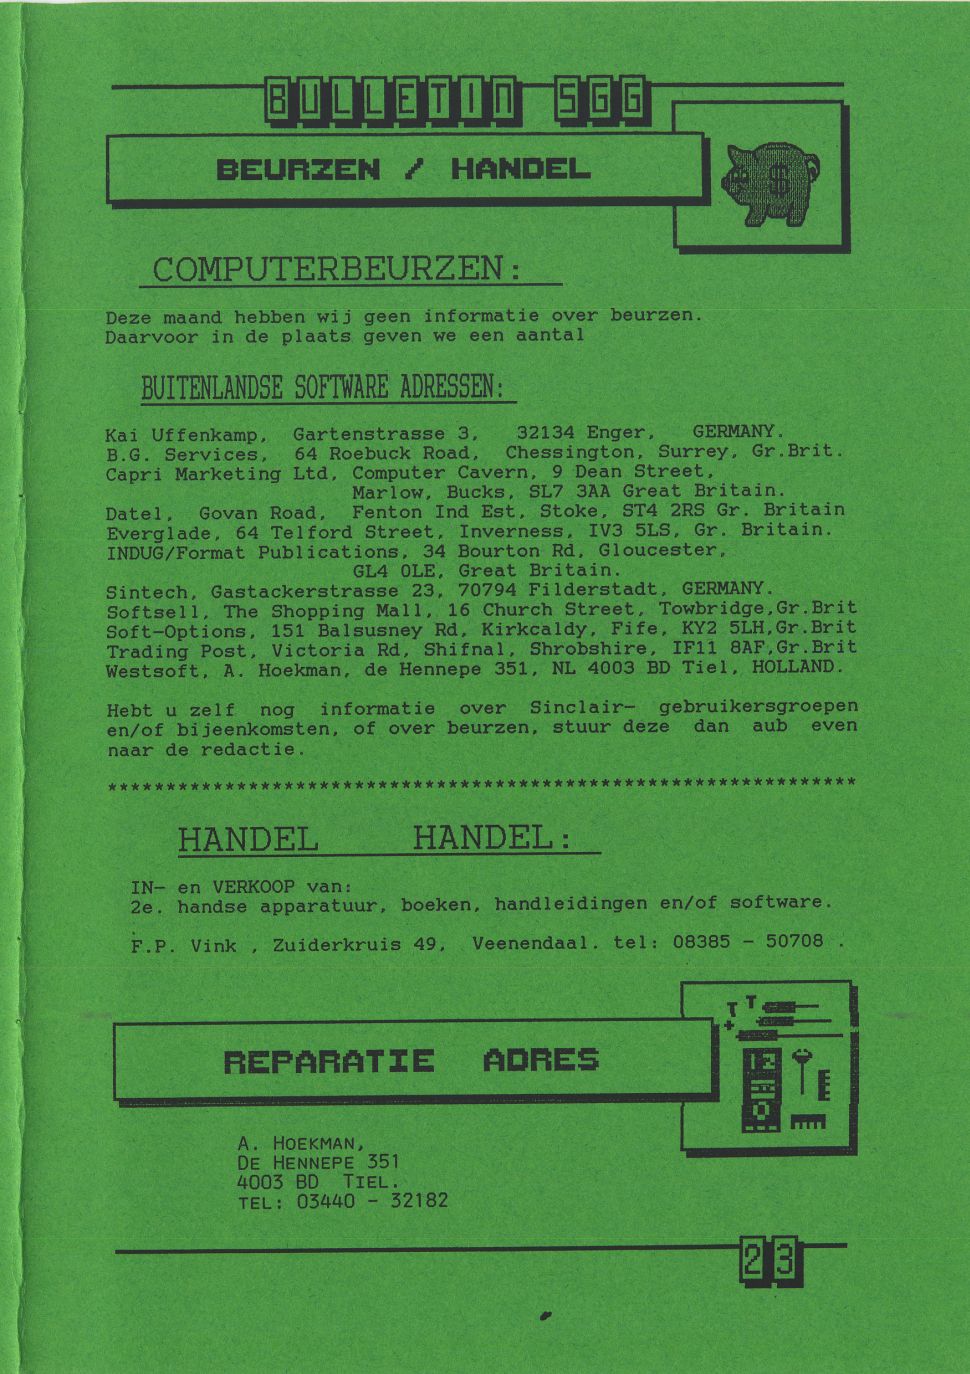 BULLETIN SGG
BEURZEN / HANDEL
$
COMPUTERBEURZEN:
Deze maand hebben wij geen informatie over beurzen.
Daarvoor in de plaats geven we een aantal
BUITENLANDSE SOFTWARE ADRESSEN:
Kai Uffenkamp, Gartenstrasse 3, 32134 Enger, GERMANY.
B.G. Services, 64 Roebuck Road, Chessington, Surrey, Gr.Brit.
Capri Marketing Ltd, Computer Cavern, 9 Dean Street,
Marlow, Bucks, SL7 3AA Great Britain.
Datel, Govan Road, Fenton Ind Est, Stoke, ST4 2RS Gr. Britain
Everglade, 64 Telford Street, Inverness, IV3 5LS, Gr. Britain.
INDUG/Format Publications, 34 Bourton Rd, Gloucester,
GL4 0LE, Great Britain.
Sintech, Gastackerstrasse 23, 70794 Filderstadt, GERMANY.
Softsell, The Shopping Mall, 16 Church Street, Towbridge,Gr.Brit
Soft-Options, 151 Balsusney Rd, Kirkcaldy, Fife, KY2 5LH,Gr.Brit
Trading Post, Victoria Rd, Shifnal, Shrobshire, IF11 8AF,Gr.Brit
Westsoft, A. Hoekman, de Hennepe 351, NL 4003 BD Tiel, HOLLAND.
Hebt u zelf nog informatie over Sinclair- gebruikersgroepen
en/of bijeenkomsten, of over beurzen, stuur deze dan aub even
naar de redactie.
****************************************************************
HANDEL HANDEL:
IN- en VERKOOP van:
2e. handse apparatuur, boeken, handleidingen en/of software.
F.P. Vink , Zuiderkruis 49, Veenendaal. tel: 08385 - 50708 .
REPARATIE ADRES
A. HOEKMAN,
DE HENNEPE 351
4003 BD TIEL.
TEL: 03440 - 32182
23